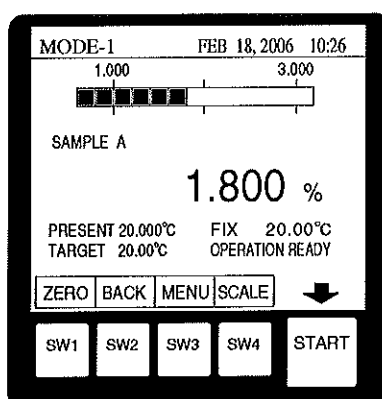 MODE-1 FEB 18, 2006 10:26
1.000 3.000
SAMPLE A
1.800 %
PRESENT 20.000°C FIX 20.00°C
TARGET 20.00°C OPERATION READY
ZERO BACK MENU SCALE
SW1 SW2 SW3 SW4 START